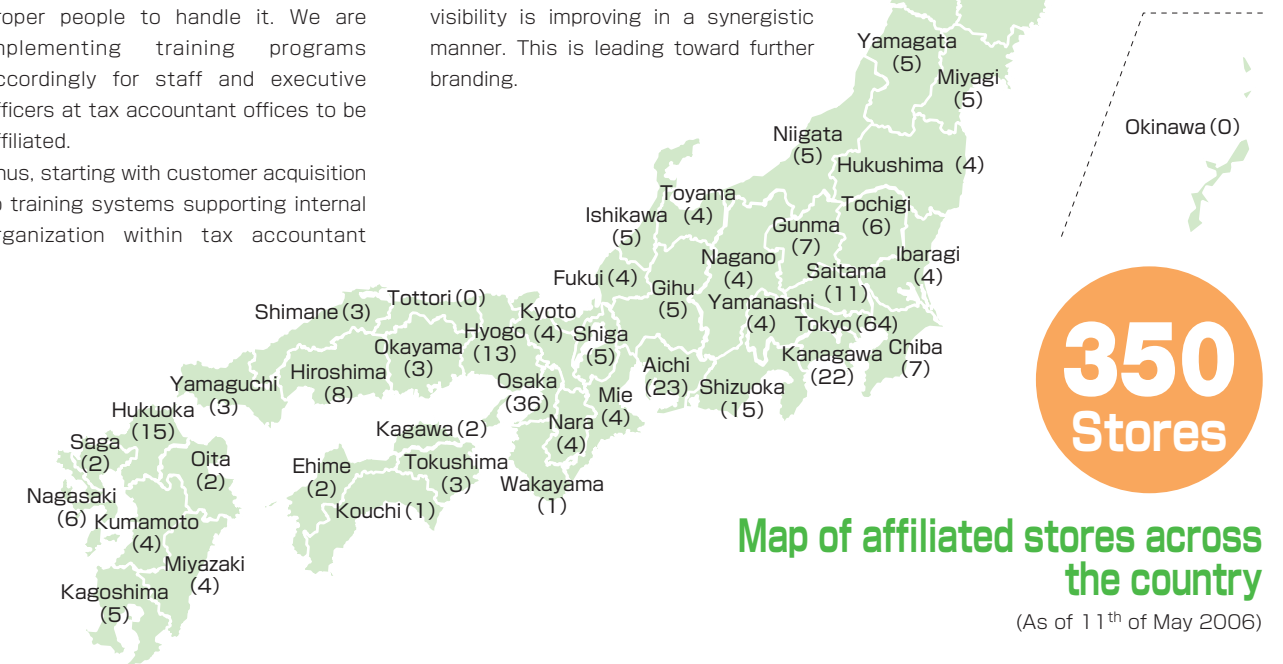 roper people to handle it. We are
mplementing training programs
ccordingly for staff and executive
fficers at tax accountant offices to be
ffiliated.
hus, starting with customer acquisition
o training systems supporting internal
rganization within tax accountant
visibility is improving in a synergistic
manner. This is leading toward further
branding.
Yamagata
(5)
Miyagi
(5)
Okinawa (0)
Niigata
(5)
Hukushima (4)
Toyama
(4)
Ishikawa
(5)
Tochigi
(6)
Gunma
(7)
Nagano
(4)
Ibaragi
(4)
Saitama
(11)
Fukui (4)
Gihu
(5)
Yamanashi
(4)
Tokyo (64)
Shimane (3)
Tottori (0)
Kyoto
(4)
Hyogo
(13)
Shiga
(5)
Okayama
(3)
Kanagawa
(22)
Chiba
(7)
Aichi
(23)
Shizuoka
(15)
Hiroshima
(8)
Yamaguchi
(3)
Osaka
(36)
Mie
(4)
Nara
(4)
Hukuoka
(15)
Kagawa (2)
Saga
(2)
Oita
(2)
Ehime
(2)
Tokushima
(3)
Wakayama
(1)
Nagasaki
(6)
Kouchi (1)
Kumamoto
(4)
Miyazaki
(4)
Kagoshima
(5)
350
Stores
Map of affiliated stores across
the country
(As of 11th of May 2006)